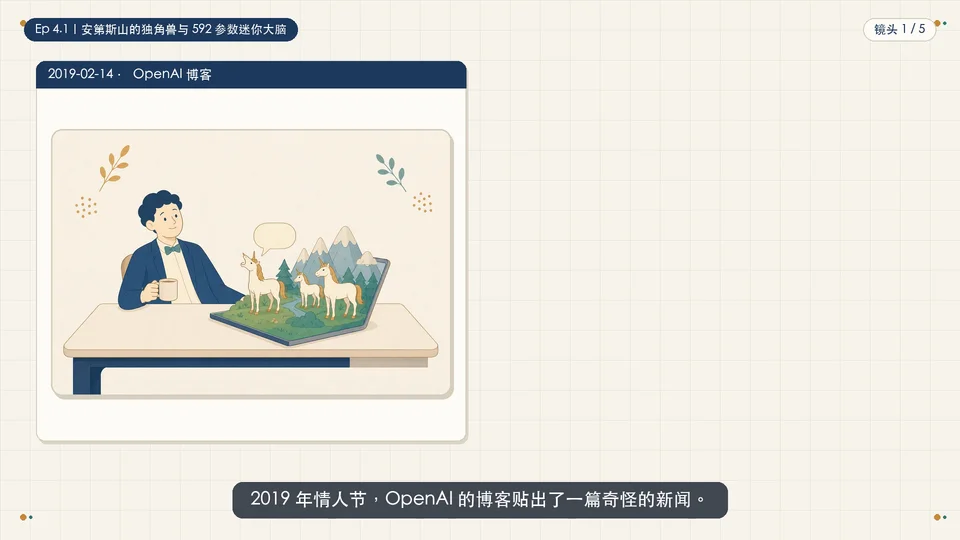 Ep 4.1 | 安第斯山的独角兽与 592 参数迷你大脑
镜头 1 / 5
2019-02-14 · OpenAI 博客
2019 年情人节，OpenAI 的博客贴出了一篇奇怪的新闻。